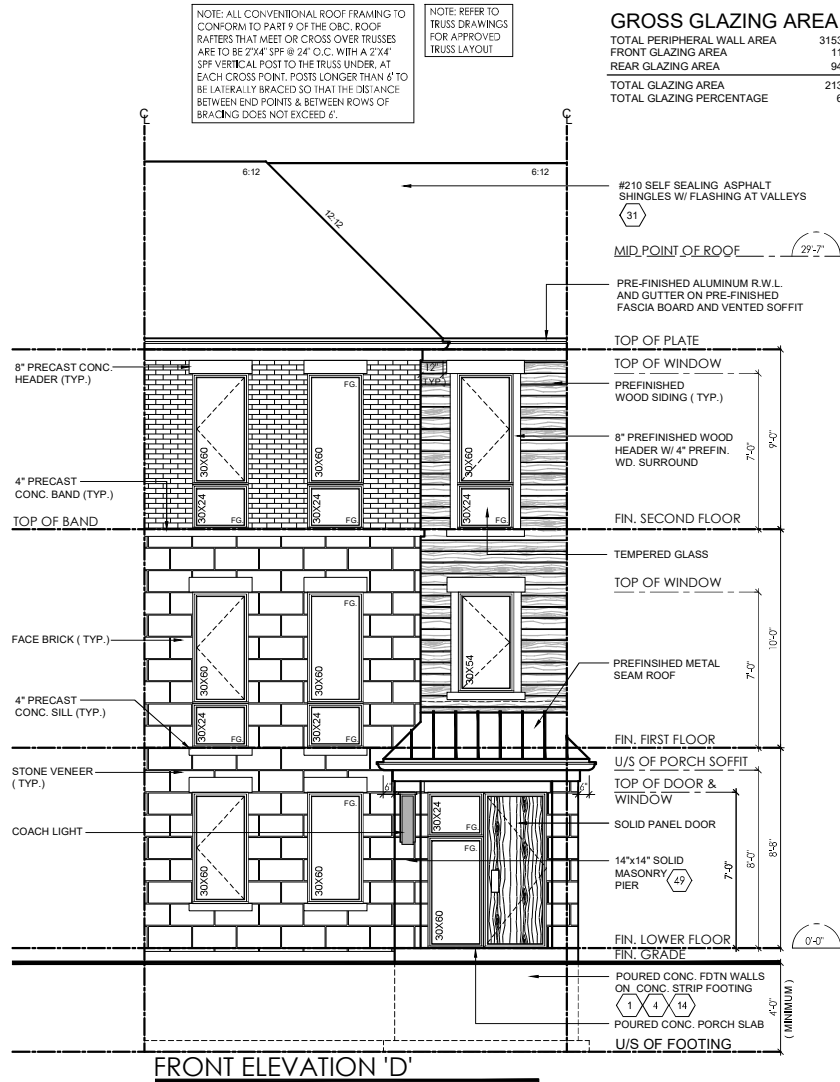 NOTE: ALL CONVENTIONAL ROOF FRAMING TO
CONFORM TO PART 9 OF THE OBC. ROOF
RAFTERS THAT MEET OR CROSS OVER TRUSSES
ARE TO BE 2"X4" SPF @ 24" O.C. WITH A 2"X4"
SPF VERTICAL POST TO THE TRUSS UNDER, AT
EACH CROSS POINT. POSTS LONGER THAN 6' TO
BE LATERALLY BRACED SO THAT THE DISTANCE
BETWEEN END POINTS & BETWEEN ROWS OF
BRACING DOES NOT EXCEED 6'.
NOTE: REFER TO
TRUSS DRAWINGS
FOR APPROVED
TRUSS LAYOUT
GROSS GLAZING AREA
TOTAL PERIPHERAL WALL AREA 3153
FRONT GLAZING AREA 11
REAR GLAZING AREA 94
TOTAL GLAZING AREA 213
TOTAL GLAZING PERCENTAGE 6
6:12
6:12
12:12
#210 SELF SEALING ASPHALT
SHINGLES W/ FLASHING AT VALLEYS
31
MID POINT OF ROOF
29'-7"
PRE-FINISHED ALUMINUM R.W.L.
AND GUTTER ON PRE-FINISHED
FASCIA BOARD AND VENTED SOFFIT
TOP OF PLATE
TOP OF WINDOW
PREFINISHED
WOOD SIDING ( TYP.)
8" PREFINISHED WOOD
HEADER W/ 4" PREFIN.
WD. SURROUND
FIN. SECOND FLOOR
TEMPERED GLASS
TOP OF WINDOW
PREFINSIHED METAL
SEAM ROOF
FIN. FIRST FLOOR
U/S OF PORCH SOFFIT
TOP OF DOOR &
WINDOW
SOLID PANEL DOOR
14"x14" SOLID
MASONRY
PIER
49
FIN. LOWER FLOOR
FIN. GRADE
POURED CONC. FDTN WALLS
ON CONC. STRIP FOOTING
1 4 14
POURED CONC. PORCH SLAB
U/S OF FOOTING
7'-0"
9'-0"
7'-0"
10'-0"
7'-0"
8'-0"
8'-8"
0'-0"
4'-0"
( MINIMUM )
8" PRECAST CONC.
HEADER (TYP.)
4" PRECAST
CONC. BAND (TYP.)
TOP OF BAND
FACE BRICK ( TYP.)
4" PRECAST
CONC. SILL (TYP.)
STONE VENEER
( TYP.)
COACH LIGHT
12"
(TYP.)
30X60
FG.
30X60
30X60
30X24
FG.
30X24
FG.
30X24
FG.
30X60
FG.
30X60
30X54
30X24
FG.
30X24
FG.
6"
6"
30X60
FG.
30X60
30X24
FG.
FG.
30X60
FRONT ELEVATION 'D'